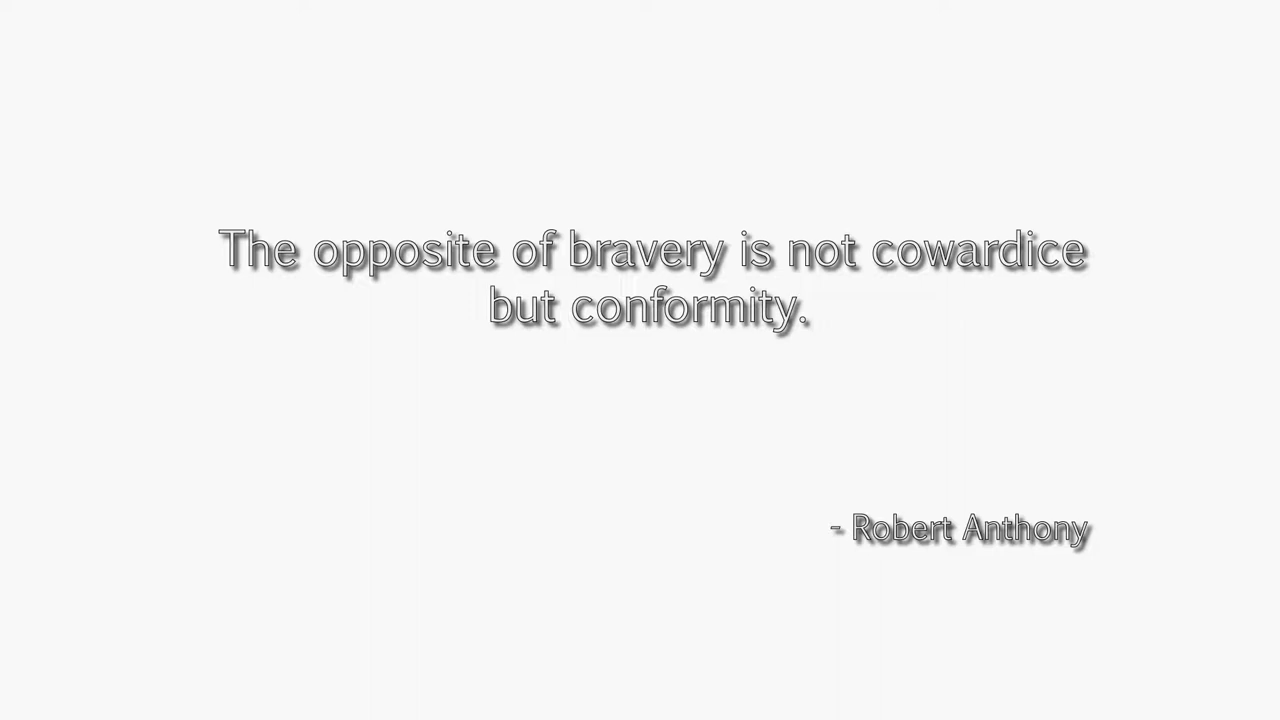 The opposite of bravery is not cowardice
but conformity.
- Robert Anthony